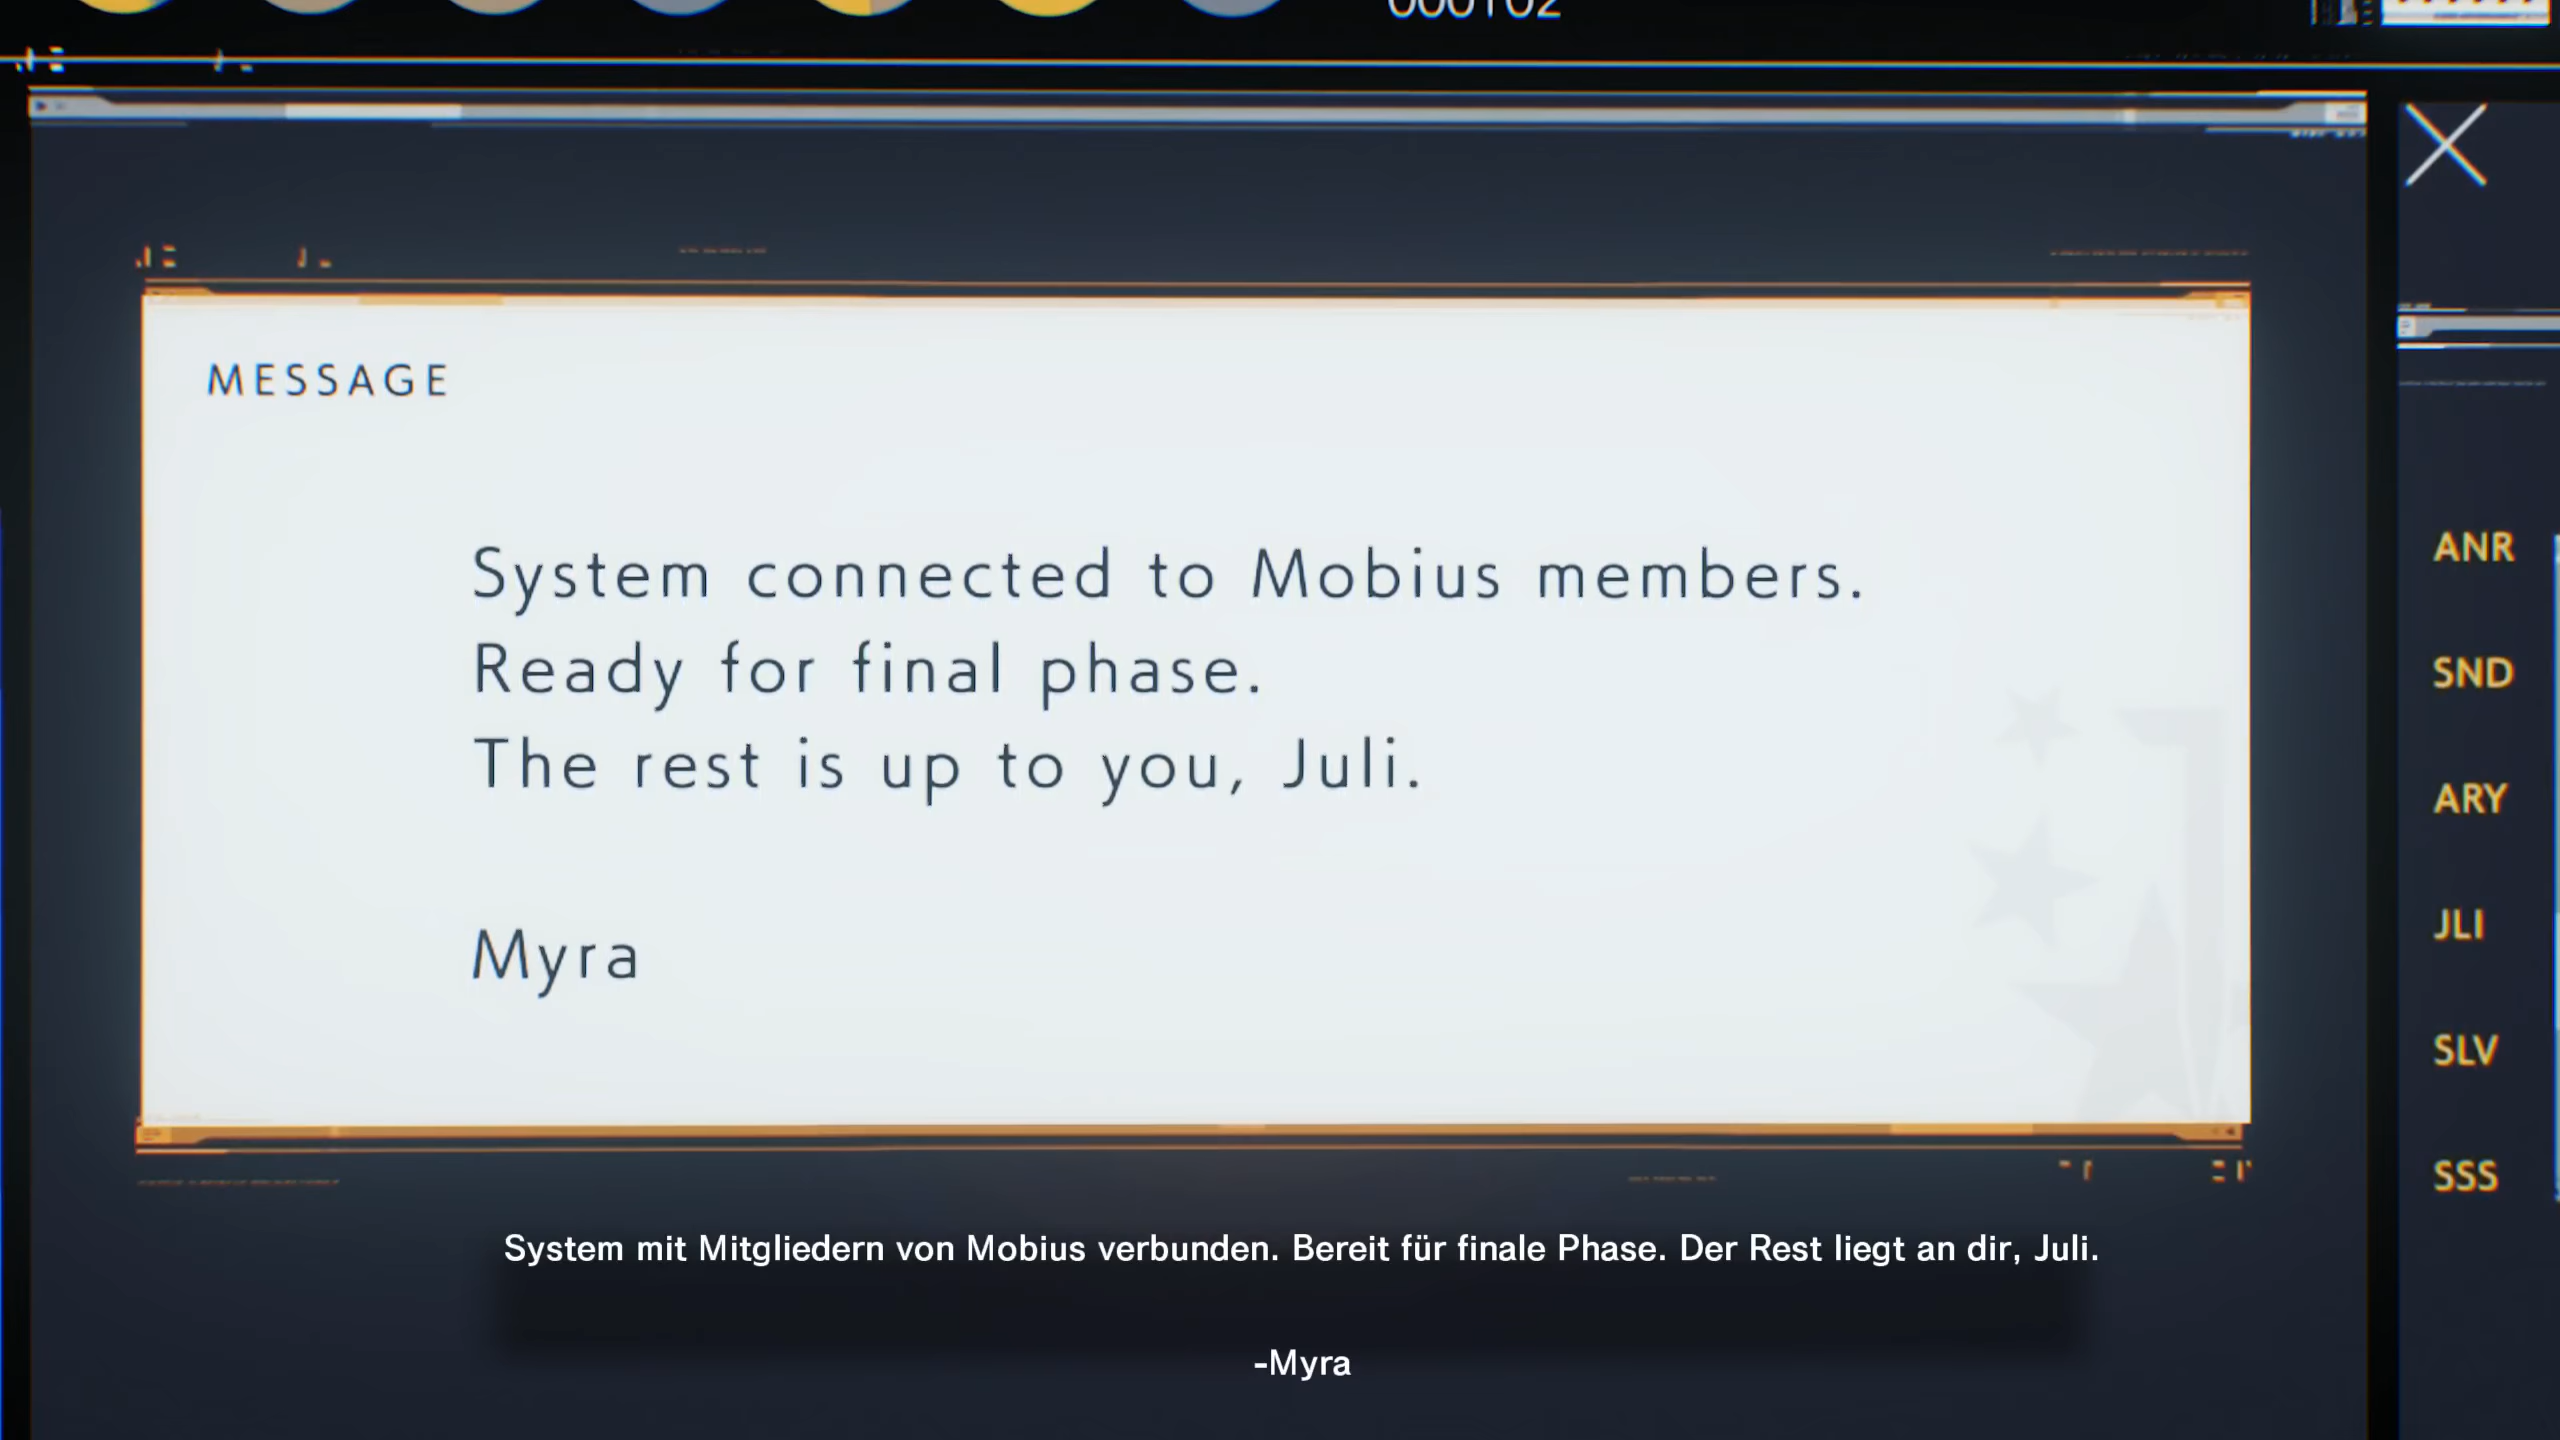 MESSAGE
System connected to Mobius members.
Ready for final phase.
The rest is up to you, Juli.
Myra
ANR
SND
ARY
JLI
SLV
SSS
System mit Mitgliedern von Mobius verbunden. Bereit für finale Phase. Der Rest liegt an dir, Juli.
-Myra